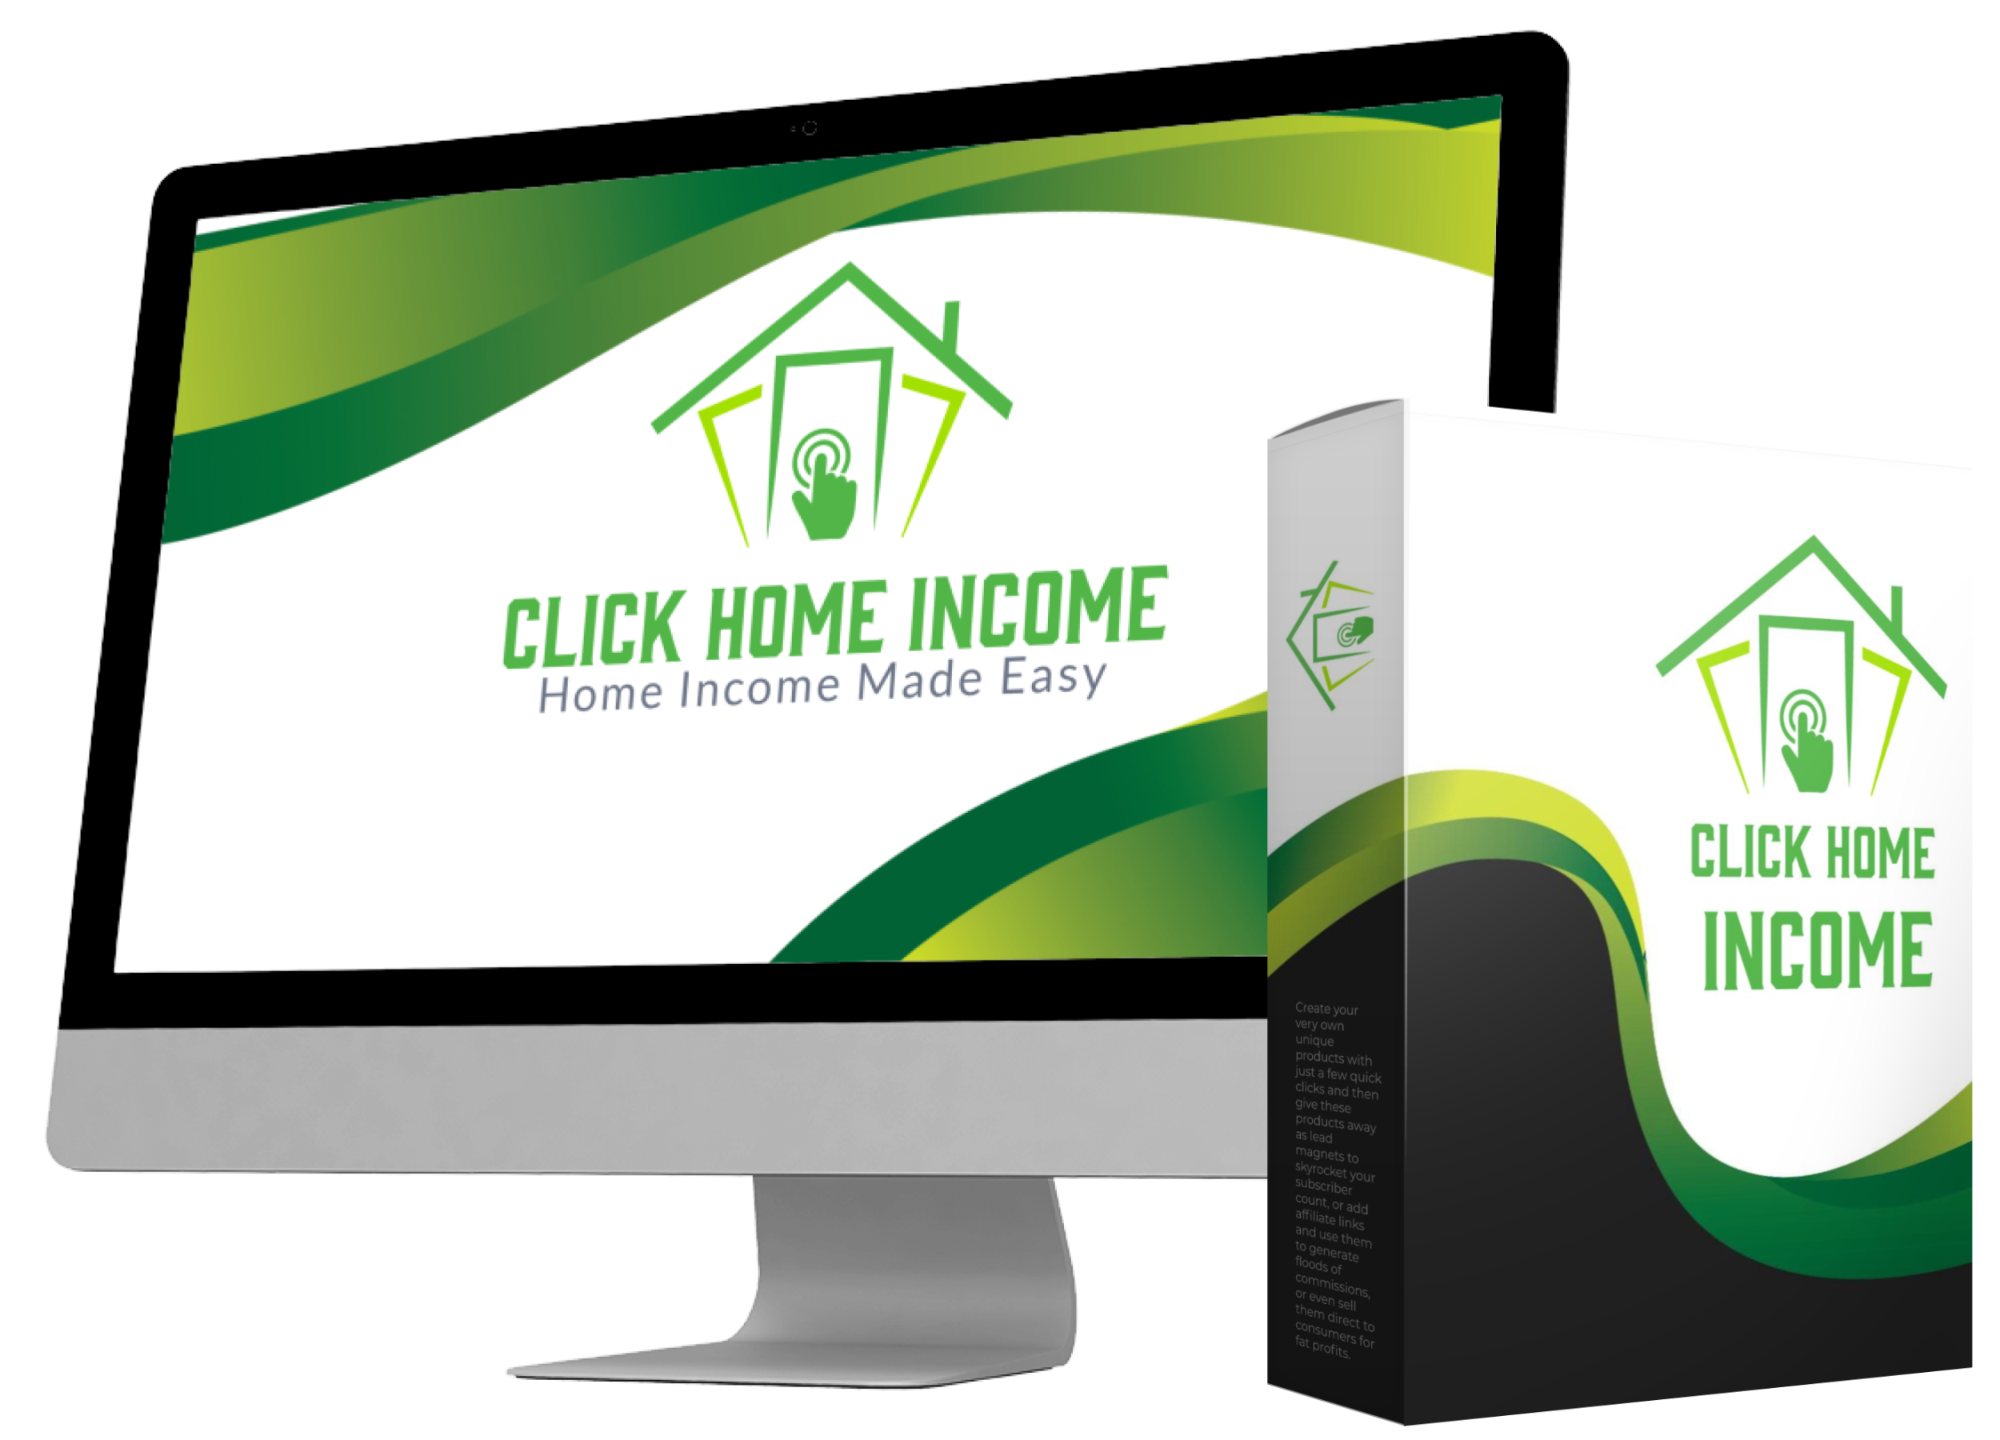 CLICK HOME INCOME
Home Income Made Easy
CLICK HOME
INCOME
Create your
very own
unique
products with
just a few quick
clicks and then
give these
products away
as lead
magnets to
skyrocket your
subscriber
count, or add
affiliate links
and use them
to generate
floods of
commissions,
or even sell
them direct to
consumers for
fat profits.